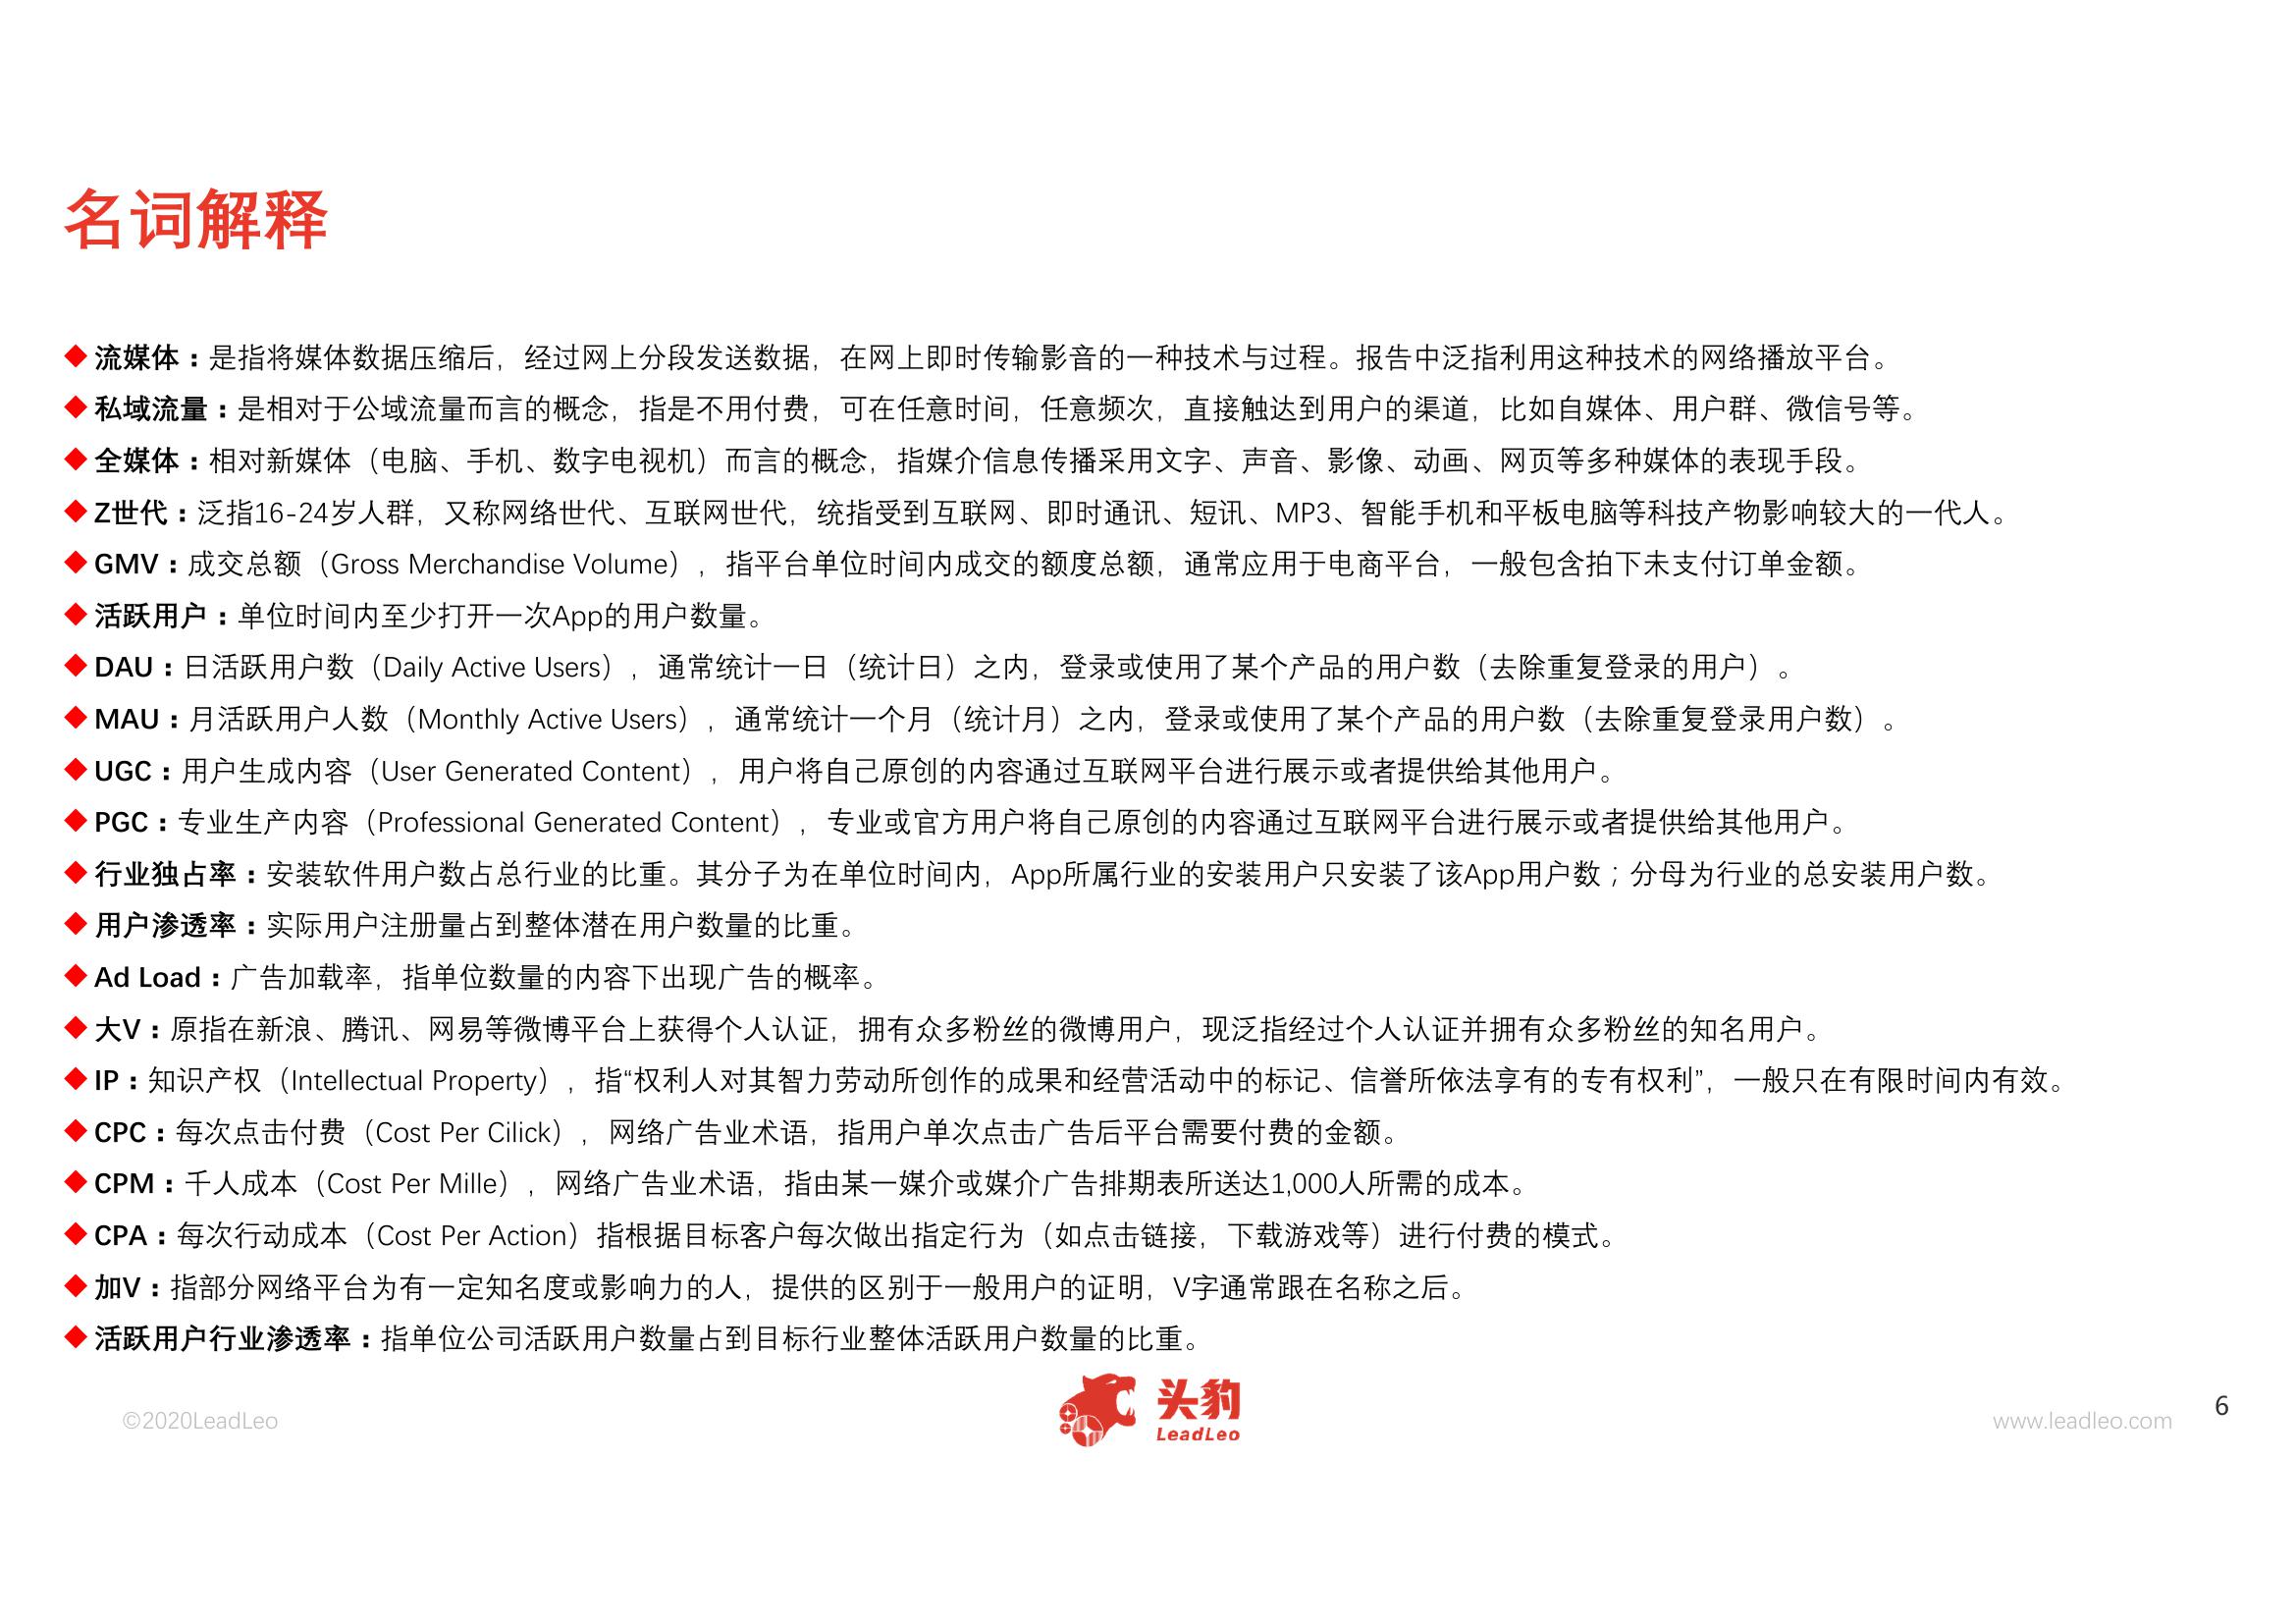 名词解释
◆ 流媒体：是指将媒体数据压缩后，经过网上分段发送数据，在网上即时传输影音的一种技术与过程。报告中泛指利用这种技术的网络播放平台。
◆ 私域流量：是相对于公域流量而言的概念，指是不用付费，可在任意时间，任意频次，直接触达到用户的渠道，比如自媒体、用户群、微信号等。
◆ 全媒体：相对新媒体（电脑、手机、数字电视机）而言的概念，指媒介信息传播采用文字、声音、影像、动画、网页等多种媒体的表现手段。
◆ Z世代：泛指16-24岁人群，又称网络世代、互联网世代，统指受到互联网、即时通讯、短讯、MP3、智能手机和平板电脑等科技产物影响较大的一代人。
◆ GMV：成交总额（Gross Merchandise Volume），指平台单位时间内成交的额度总额，通常应用于电商平台，一般包含拍下未支付订单金额。
◆ 活跃用户：单位时间内至少打开一次App的用户数量。
◆ DAU：日活跃用户数（Daily Active Users），通常统计一日（统计日）之内，登录或使用了某个产品的用户数（去除重复登录的用户）。
◆ MAU：月活跃用户人数（Monthly Active Users），通常统计一个月（统计月）之内，登录或使用了某个产品的用户数（去除重复登录用户数）。
◆ UGC：用户生成内容（User Generated Content），用户将自己原创的内容通过互联网平台进行展示或者提供给其他用户。
◆ PGC：专业生产内容（Professional Generated Content），专业或官方用户将自己原创的内容通过互联网平台进行展示或者提供给其他用户。
◆ 行业独占率：安装软件用户数占总行业的比重。其分子为在单位时间内，App所属行业的安装用户只安装了该App用户数；分母为行业的总安装用户数。
◆ 用户渗透率：实际用户注册量占到整体潜在用户数量的比重。
◆ Ad Load：广告加载率，指单位数量的内容下出现广告的概率。
◆ 大V：原指在新浪、腾讯、网易等微博平台上获得个人认证，拥有众多粉丝的微博用户，现泛指经过个人认证并拥有众多粉丝的知名用户。
◆ IP：知识产权（Intellectual Property），指“权利人对其智力劳动所创作的成果和经营活动中的标记、信誉所依法享有的专有权利”，一般只在有限时间内有效。
◆ CPC：每次点击付费（Cost Per Cilick），网络广告业术语，指用户单次点击广告后平台需要付费的金额。
◆ CPM：千人成本（Cost Per Mille），网络广告业术语，指由某一媒介或媒介广告排期表所送达1,000人所需的成本。
◆ CPA：每次行动成本（Cost Per Action）指根据目标客户每次做出指定行为（如点击链接，下载游戏等）进行付费的模式。
◆ 加V：指部分网络平台为有一定知名度或影响力的人，提供的区别于一般用户的证明，V字通常跟在名称之后。
◆ 活跃用户行业渗透率：指单位公司活跃用户数量占到目标行业整体活跃用户数量的比重。
©2020LeadLeo
头豹
LeadLeo
www.leadleo.com
6